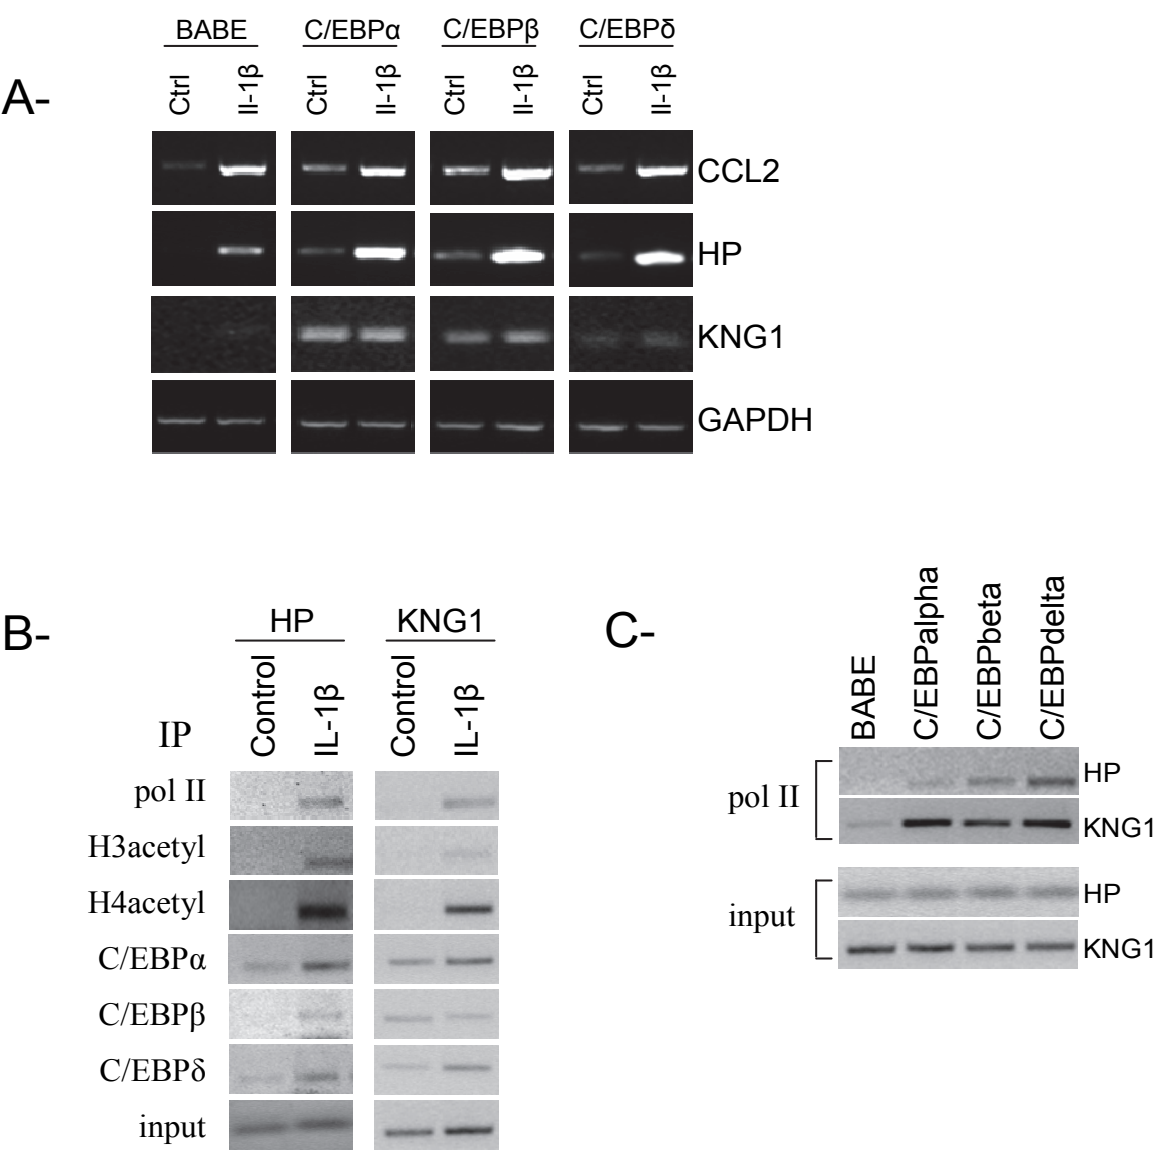 A-
BABE C/EBPα C/EBPβ C/EBPδ
Ctrl Il-1β Ctrl Il-1β Ctrl Il-1β Ctrl Il-1β
CCL2
HP
KNG1
GAPDH
B-
HP KNG1
IP Control IL-1β Control IL-1β
pol II
H3acetyl
H4acetyl
C/EBPα
C/EBPβ
C/EBPδ
input
C-
BABE C/EBPalpha C/EBPbeta C/EBPdelta
pol II
HP
KNG1
input
HP
KNG1